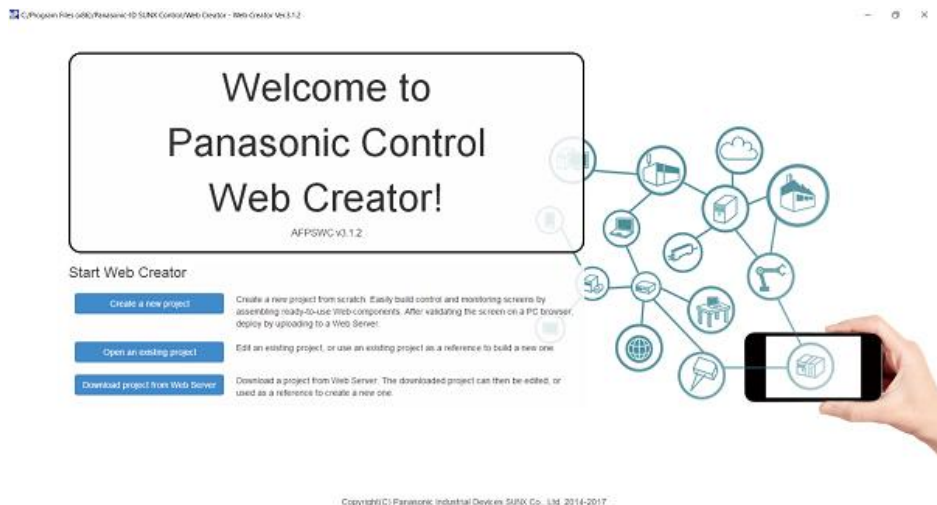 C:/Program Files (x86)/Panasonic-ID SUNX Control/Web Creator - Web Creator Ver.3.1.2
Welcome to
Panasonic Control
Web Creator!
AFPSWC v3.1.2
Start Web Creator
Create a new project
Create a new project from scratch. Easily build control and monitoring screens by
assembling ready-to-use Web-components. After validating the screen on a PC browser,
deploy by uploading to a Web Server.
Open an existing project
Edit an existing project, or use an existing project as a reference to build a new one.
Download project from Web Server
Download a project from Web Server. The downloaded project can then be edited, or
used as a reference to create a new one.
Copyright(C) Panasonic Industrial Devices SUNX Co., Ltd. 2014-2017